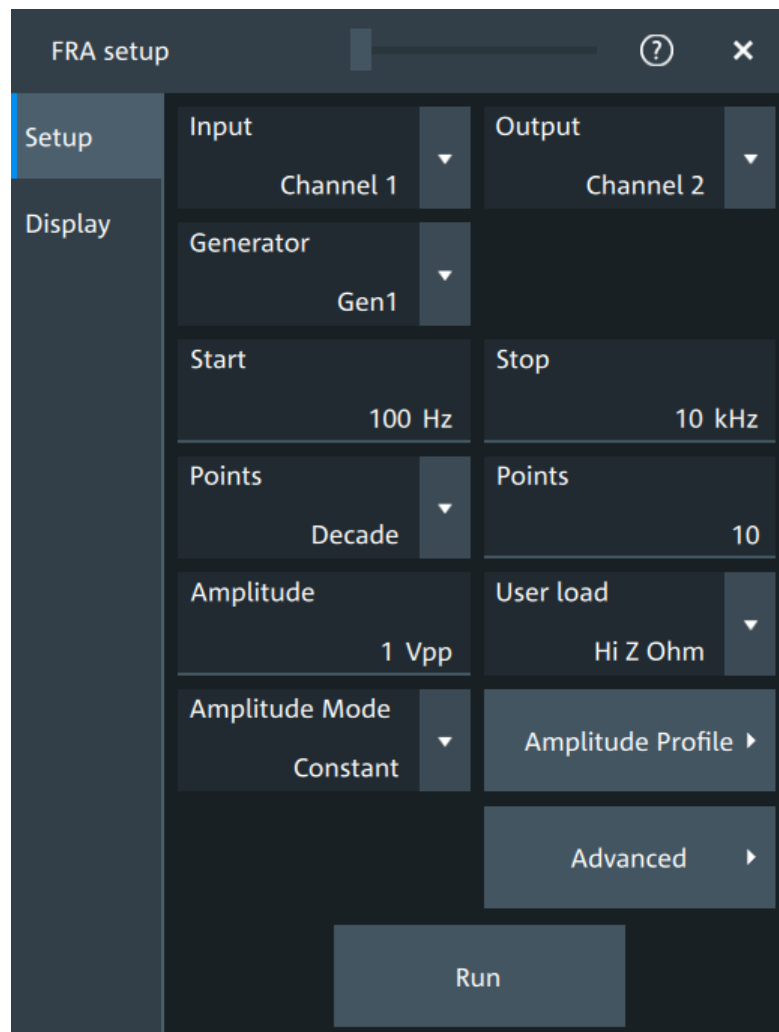 FRA setup
?
Setup
Display
Input
Channel 1
Output
Channel 2
Generator
Gen1
Start
100 Hz
Stop
10 kHz
Points
Decade
Points
10
Amplitude
1 Vpp
User load
Hi Z Ohm
Amplitude Mode
Constant
Amplitude Profile
Advanced
Run